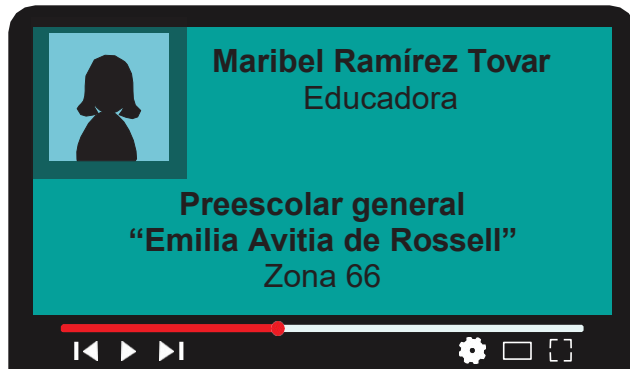 Maribel Ramírez Tovar
Educadora
Preescolar general
“Emilia Avitia de Rossell”
Zona 66